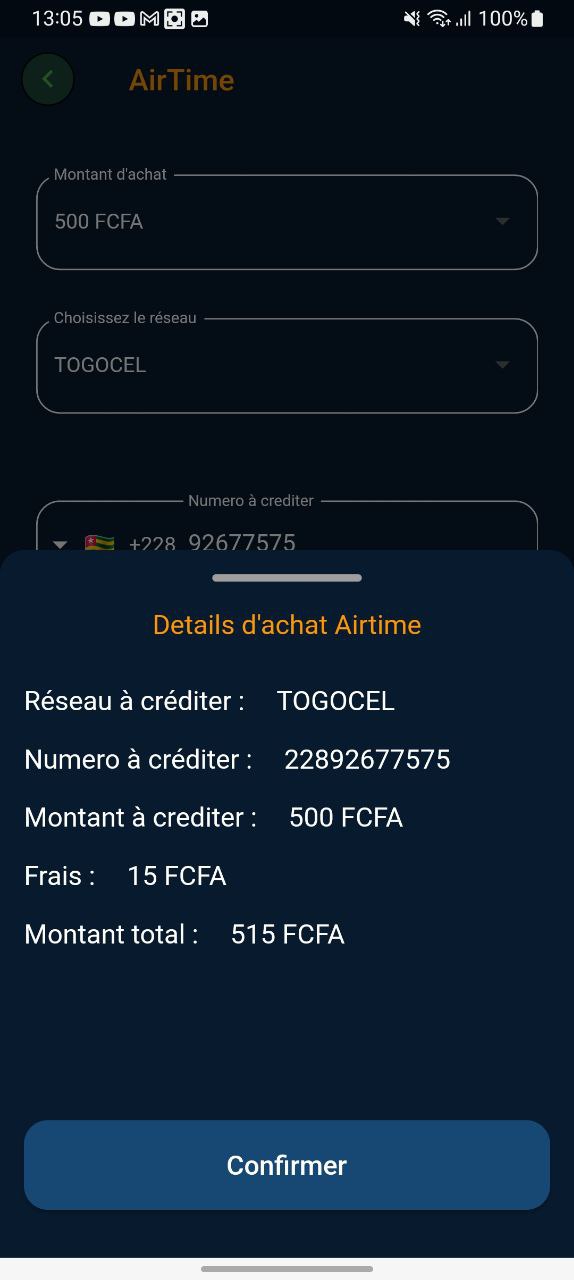 13:05 100%
AirTime
Montant d'achat
500 FCFA
Choisissez le réseau
TOGOCEL
Numero à crediter
+228 92677575
Details d'achat Airtime
Réseau à créditer : TOGOCEL
Numero à créditer : 22892677575
Montant à crediter : 500 FCFA
Frais : 15 FCFA
Montant total : 515 FCFA
Confirmer